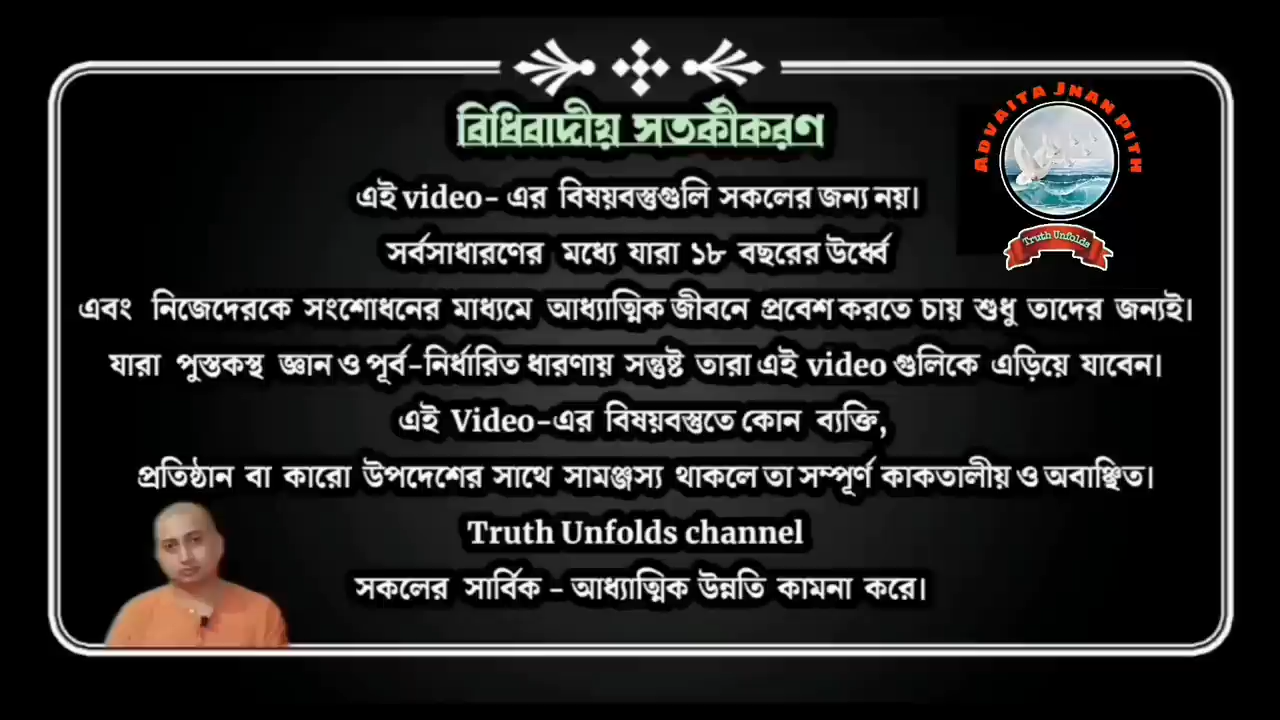 বিধিবাদীয় সতর্কীকরণ
ADVAITA JNAN PITH
Truth Unfolds
এই video- এর বিষয়বস্তুগুলি সকলের জন্য নয়।
সর্বসাধারণের মধ্যে যারা ১৮ বছরের উর্ধ্বে
এবং নিজেদেরকে সংশোধনের মাধ্যমে আধ্যাত্মিক জীবনে প্রবেশ করতে চায় শুধু তাদের জন্যই।
যারা পুস্তকস্থ জ্ঞান ও পূর্ব-নির্ধারিত ধারণায় সন্তুষ্ট তারা এই video গুলিকে এড়িয়ে যাবেন।
এই Video-এর বিষয়বস্তুতে কোন ব্যক্তি,
প্রতিষ্ঠান বা কারো উপদেশের সাথে সামঞ্জস্য থাকলে তা সম্পূর্ণ কাকতালীয় ও অবাঞ্ছিত।
Truth Unfolds channel
সকলের সার্বিক - আধ্যাত্মিক উন্নতি কামনা করে।